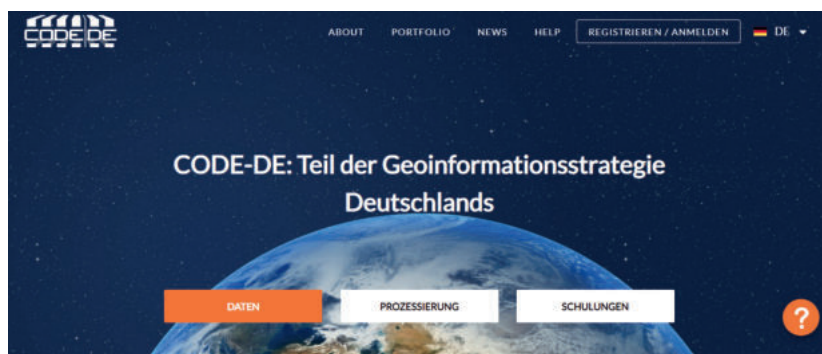 CODE DE
ABOUT PORTFOLIO NEWS HELP REGISTRIEREN / ANMELDEN DE
CODE-DE: Teil der Geoinformationsstrategie
Deutschlands
DATEN PROZESSIERUNG SCHULUNGEN
?